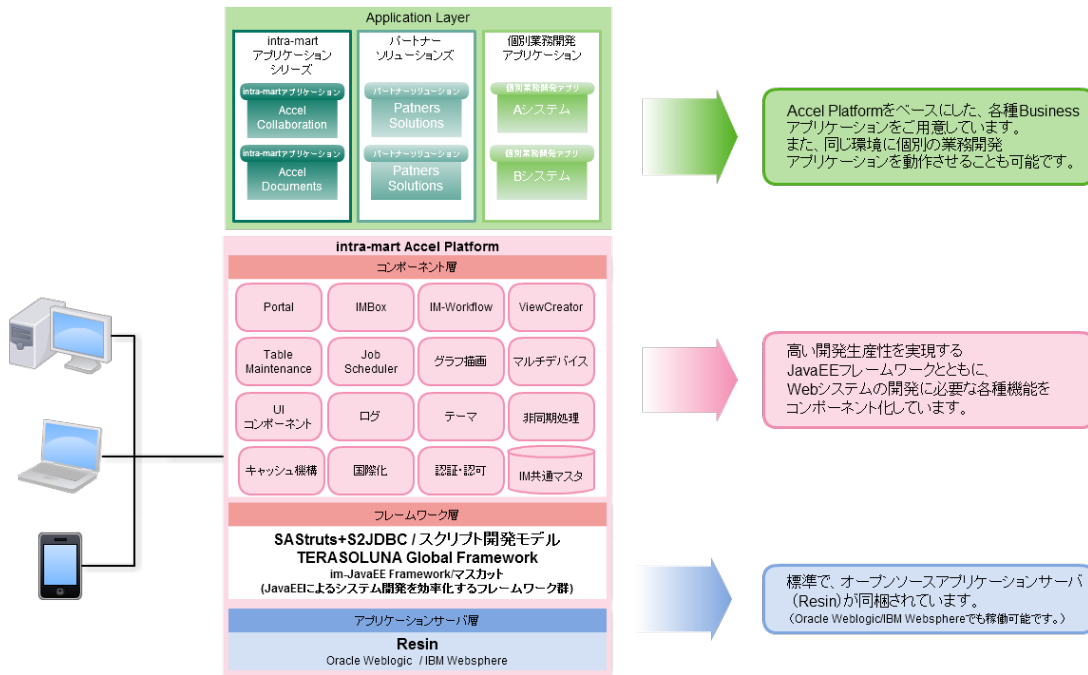 Application Layer
intra-mart
アプリケーション
シリーズ
intra-martアプリケーション
Accel
Collaboration
intra-martアプリケーション
Accel
Documents
パートナー
ソリューションズ
パートナーソリューション
Patners
Solutions
パートナーソリューション
Patners
Solutions
個別業務開発
アプリケーション
個別業務開発アプリ
Aシステム
個別業務開発アプリ
Bシステム
Accel Platformをベースにした、各種Business
アプリケーションをご用意しています。
また、同じ環境に個別の業務開発
アプリケーションを動作させることも可能です。
intra-mart Accel Platform
コンポーネント層
Portal
IMBox
IM-Workflow
ViewCreator
Table
Maintenance
Job
Scheduler
グラフ描画
マルチデバイス
UI
コンポーネント
ログ
テーマ
非同期処理
キャッシュ機構
国際化
認証・認可
IM共通マスタ
高い開発生産性を実現する
JavaEEフレームワークとともに、
Webシステムの開発に必要な各種機能を
コンポーネント化しています。
フレームワーク層
SAStruts+S2JDBC / スクリプト開発モデル
TERASOLUNA Global Framework
im-JavaEE Framework/マスカット
(JavaEEによるシステム開発を効率化するフレームワーク群)
アプリケーションサーバ層
Resin
Oracle Weblogic / IBM Websphere
標準で、オープンソースアプリケーションサーバ
（Resin）が同梱されています。
（Oracle Weblogic/IBM Websphereでも稼働可能です。）